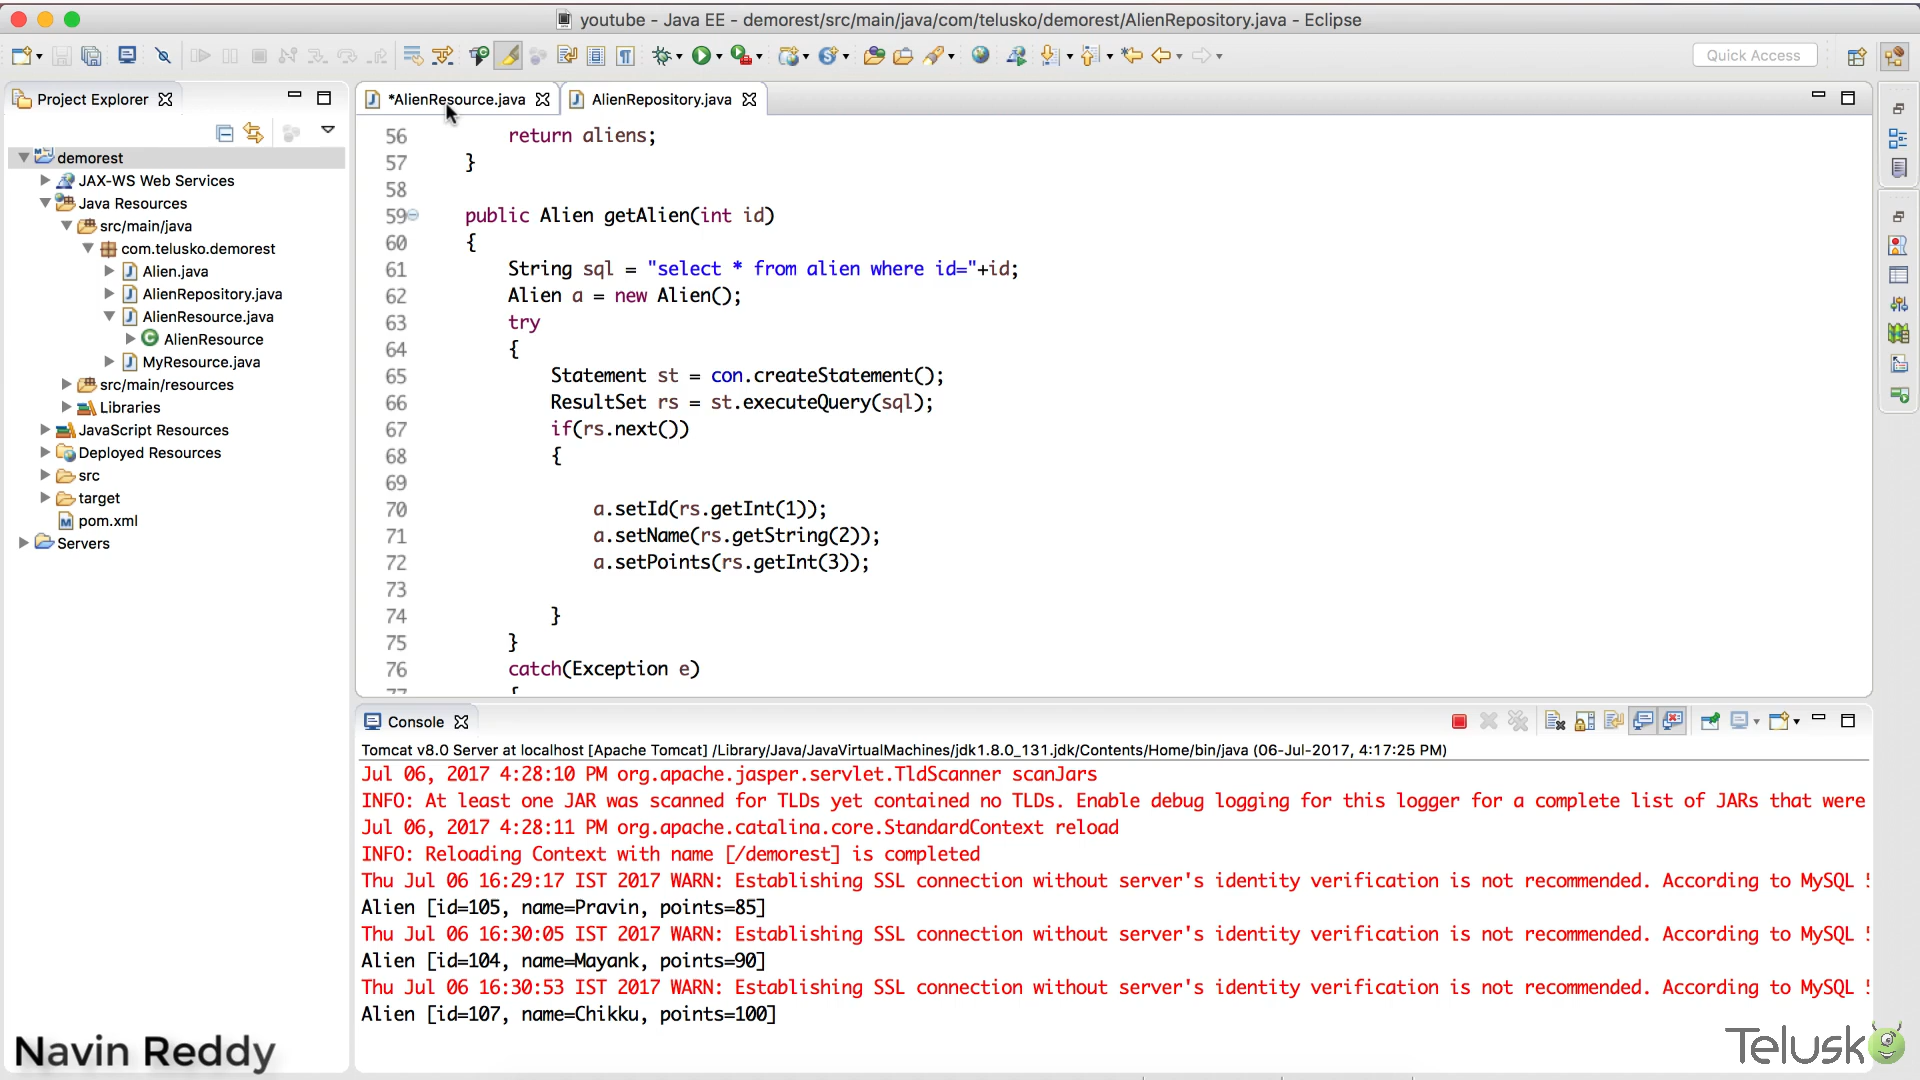 youtube - Java EE - demorest/src/main/java/com/telusko/demorest/AlienRepository.java - Eclipse
Quick Access
Project Explorer
demorest
JAX-WS Web Services
Java Resources
src/main/java
com.telusko.demorest
Alien.java
AlienRepository.java
AlienResource.java
AlienResource
MyResource.java
src/main/resources
Libraries
JavaScript Resources
Deployed Resources
src
target
pom.xml
Servers
*AlienResource.java
AlienRepository.java
56 return aliens;
57 }
58
59 public Alien getAlien(int id)
60 {
61 String sql = "select * from alien where id="+id;
62 Alien a = new Alien();
63 try
64 {
65 Statement st = con.createStatement();
66 ResultSet rs = st.executeQuery(sql);
67 if(rs.next())
68 {
69
70 a.setId(rs.getInt(1));
71 a.setName(rs.getString(2));
72 a.setPoints(rs.getInt(3));
73
74 }
75 }
76 catch(Exception e)
Console
Tomcat v8.0 Server at localhost [Apache Tomcat] /Library/Java/JavaVirtualMachines/jdk1.8.0_131.jdk/Contents/Home/bin/java (06-Jul-2017, 4:17:25 PM)
Jul 06, 2017 4:28:10 PM org.apache.jasper.servlet.TldScanner scanJars
INFO: At least one JAR was scanned for TLDs yet contained no TLDs. Enable debug logging for this logger for a complete list of JARs that were
Jul 06, 2017 4:28:11 PM org.apache.catalina.core.StandardContext reload
INFO: Reloading Context with name [/demorest] is completed
Thu Jul 06 16:29:17 IST 2017 WARN: Establishing SSL connection without server's identity verification is not recommended. According to MySQL
Alien [id=105, name=Pravin, points=85]
Thu Jul 06 16:30:05 IST 2017 WARN: Establishing SSL connection without server's identity verification is not recommended. According to MySQL
Alien [id=104, name=Mayank, points=90]
Thu Jul 06 16:30:53 IST 2017 WARN: Establishing SSL connection without server's identity verification is not recommended. According to MySQL
Alien [id=107, name=Chikku, points=100]
Navin Reddy
Telusko